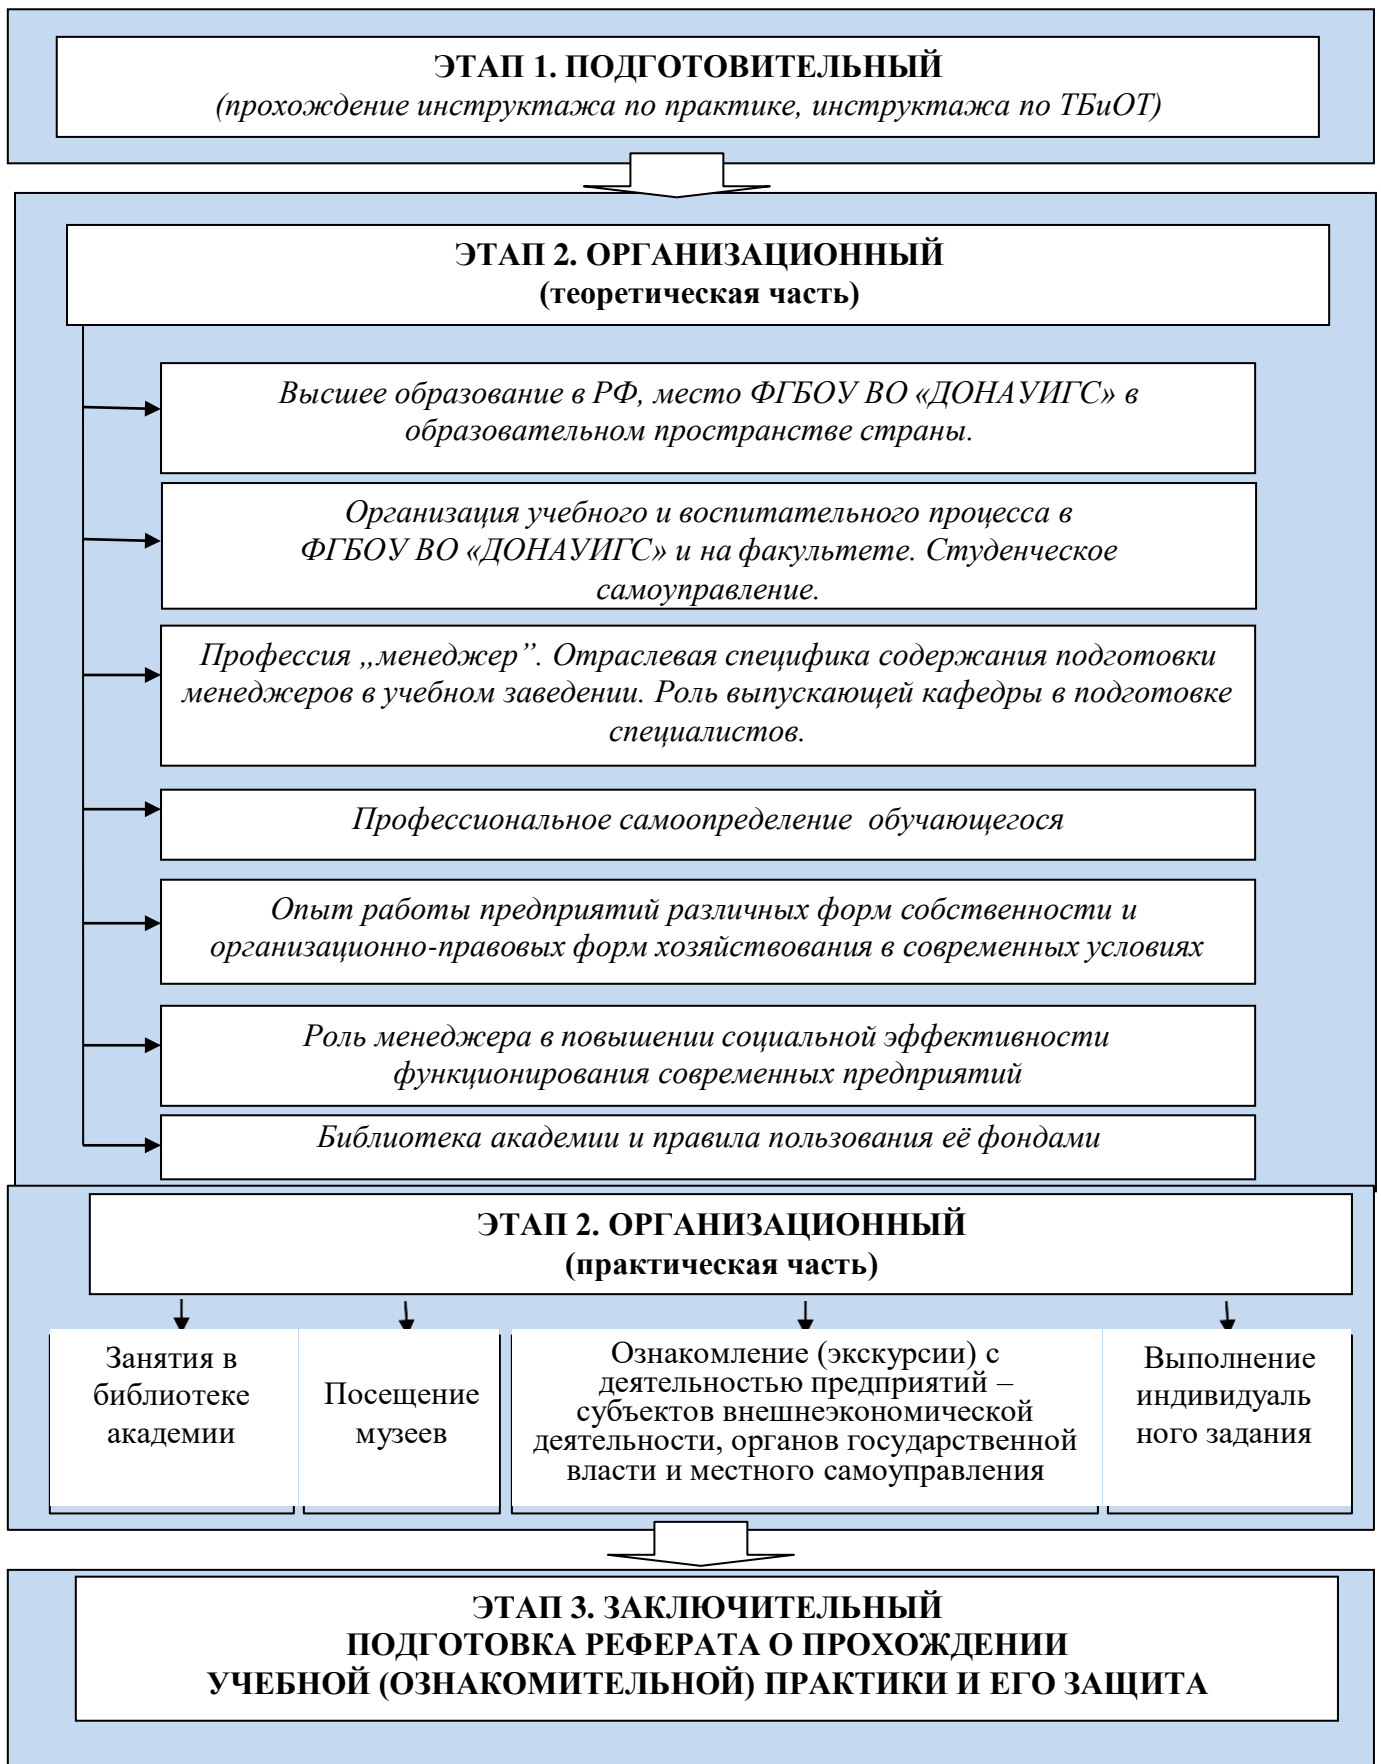 ЭТАП 1. ПОДГОТОВИТЕЛЬНЫЙ
(прохождение инструктажа по практике, инструктажа по ТБиОТ)
ЭТАП 2. ОРГАНИЗАЦИОННЫЙ
(теоретическая часть)
Высшее образование в РФ, место ФГБОУ ВО «ДОНАУИГС» в
образовательном пространстве страны.
Организация учебного и воспитательного процесса в
ФГБОУ ВО «ДОНАУИГС» и на факультете. Студенческое
самоуправление.
Профессия „менеджер”. Отраслевая специфика содержания подготовки
менеджеров в учебном заведении. Роль выпускающей кафедры в подготовке
специалистов.
Профессиональное самоопределение  обучающегося
Опыт работы предприятий различных форм собственности и
организационно-правовых форм хозяйствования в современных условиях
Роль менеджера в повышении социальной эффективности
функционирования современных предприятий
Библиотека академии и правила пользования её фондами
ЭТАП 2. ОРГАНИЗАЦИОННЫЙ
(практическая часть)
Занятия в
библиотеке
академии
Посещение
музеев
Ознакомление (экскурсии) с
деятельностью предприятий –
субъектов внешнеэкономической
деятельности, органов государственной
власти и местного самоуправления
Выполнение
индивидуаль
ного задания
ЭТАП 3. ЗАКЛЮЧИТЕЛЬНЫЙ
ПОДГОТОВКА РЕФЕРАТА О ПРОХОЖДЕНИИ
УЧЕБНОЙ (ОЗНАКОМИТЕЛЬНОЙ) ПРАКТИКИ И ЕГО ЗАЩИТА